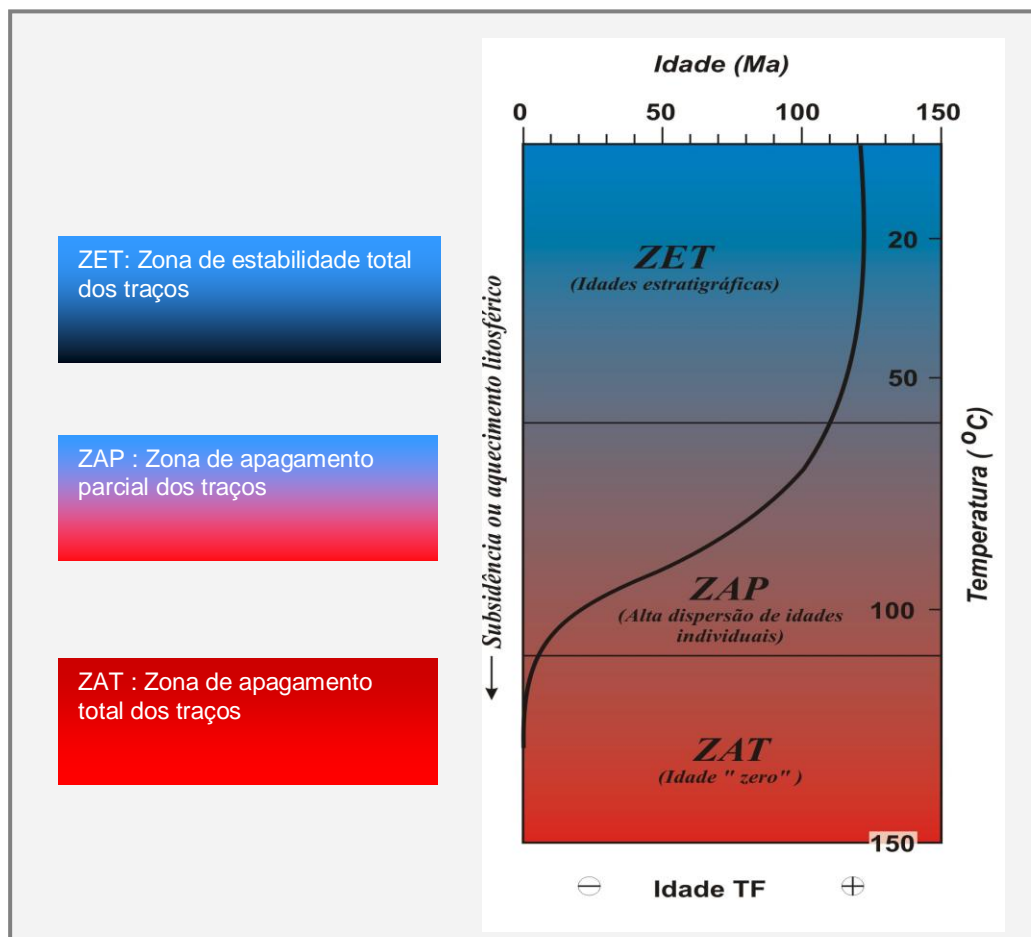 Idade (Ma)
0 50 100 150
ZET: Zona de estabilidade total
dos traços
ZAP : Zona de apagamento
parcial dos traços
ZAT : Zona de apagamento
total dos traços
Subsidência ou aquecimento litosférico
ZET
(Idades estratigráficas)
ZAP
(Alta dispersão de idades
individuais)
ZAT
(Idade " zero" )
20
50
100
150
Temperatura ( ºC)
− Idade TF +